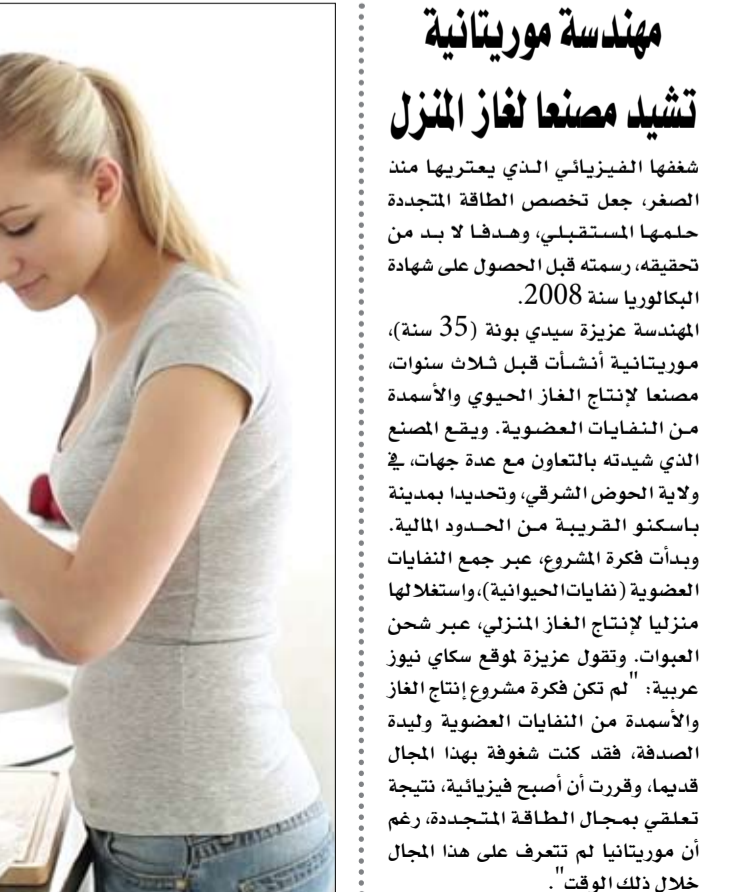 مهندسة موريتانية
تشيد مصنعا لغاز المنزل
شغفها الفيزيائي الذي يعتريها منذ
الصغر، جعل تخصص الطاقة المتجددة
حلمها المستقبلي، وهدفا لا بد من
تحقيقه، رسمته قبل الحصول على شهادة
البكالوريا سنة 2008.
المهندسة عزيزة سيدي بونة (35 سنة)،
موريتانية أنشأت قبل ثلاث سنوات،
مصنعا لإنتاج الغاز الحيوي والأسمدة
من النفايات العضوية. ويقع المصنع
الذي شيدته بالتعاون مع عدة جهات، في
ولاية الحوض الشرقي، وتحديدا بمدينة
باسكنو القريبة من الحدود المالية.
وبدأت فكرة المشروع، عبر جمع النفايات
العضوية (نفايات الحيوانية)، واستغلالها
منزليا لإنتاج الغاز المنزلي، عبر شحن
العبوات. وتقول عزيزة لموقع سكاي نيوز
عربية: "لم تكن فكرة مشروع إنتاج الغاز
والأسمدة من النفايات العضوية وليدة
الصدفة، فقد كنت شغوفة بهذا المجال
قديما، وقررت أن أصبح فيزيائية، نتيجة
تعلقي بمجال الطاقة المتجددة، رغم
أن موريتانيا لم تتعرف على هذا المجال
خلال ذلك الوقت".